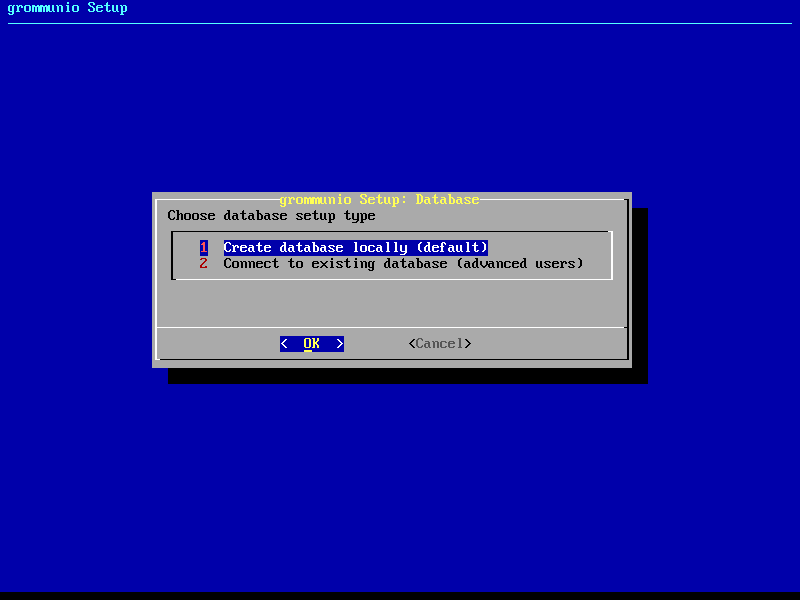 grommunio Setup
grommunio Setup: Database
Choose database setup type
1 Create database locally (default)
2 Connect to existing database (advanced users)
< OK > <Cancel>